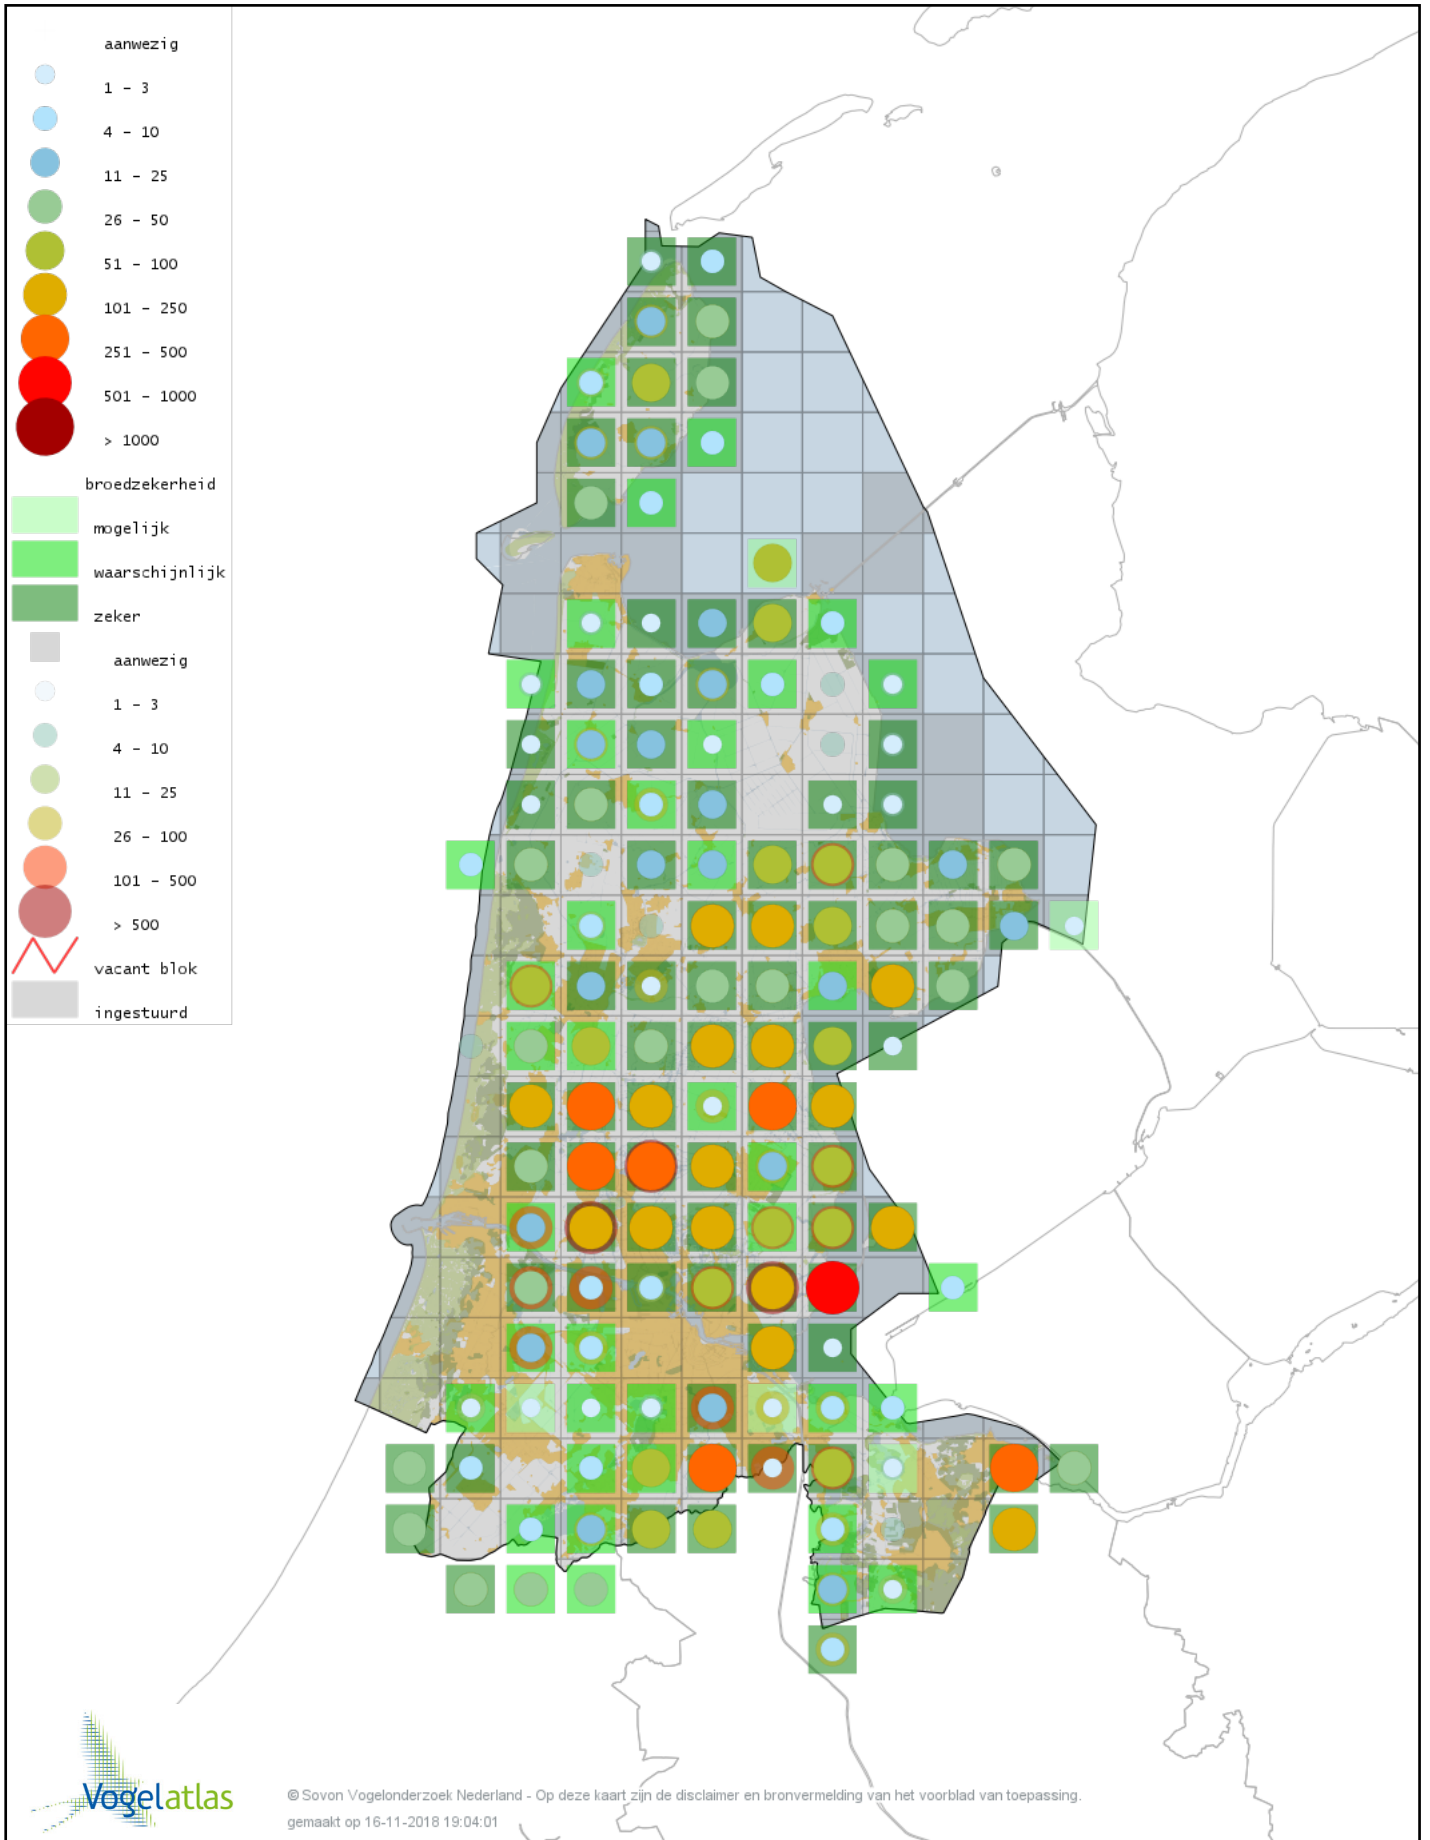 aanwezig
1 - 3
4 - 10
11 - 25
26 - 50
51 - 100
101 - 250
251 - 500
501 - 1000
> 1000
broedzekerheid
mogelijk
waarschijnlijk
zeker
aanwezig
1 - 3
4 - 10
11 - 25
26 - 100
101 - 500
> 500
vacant blok
ingestuurd
Vogelatlas
© Sovon Vogelonderzoek Nederland - Op deze kaart zijn de disclaimer en bronvermelding van het voorblad van toepassing.
gemaakt op 16-11-2018 19:04:01